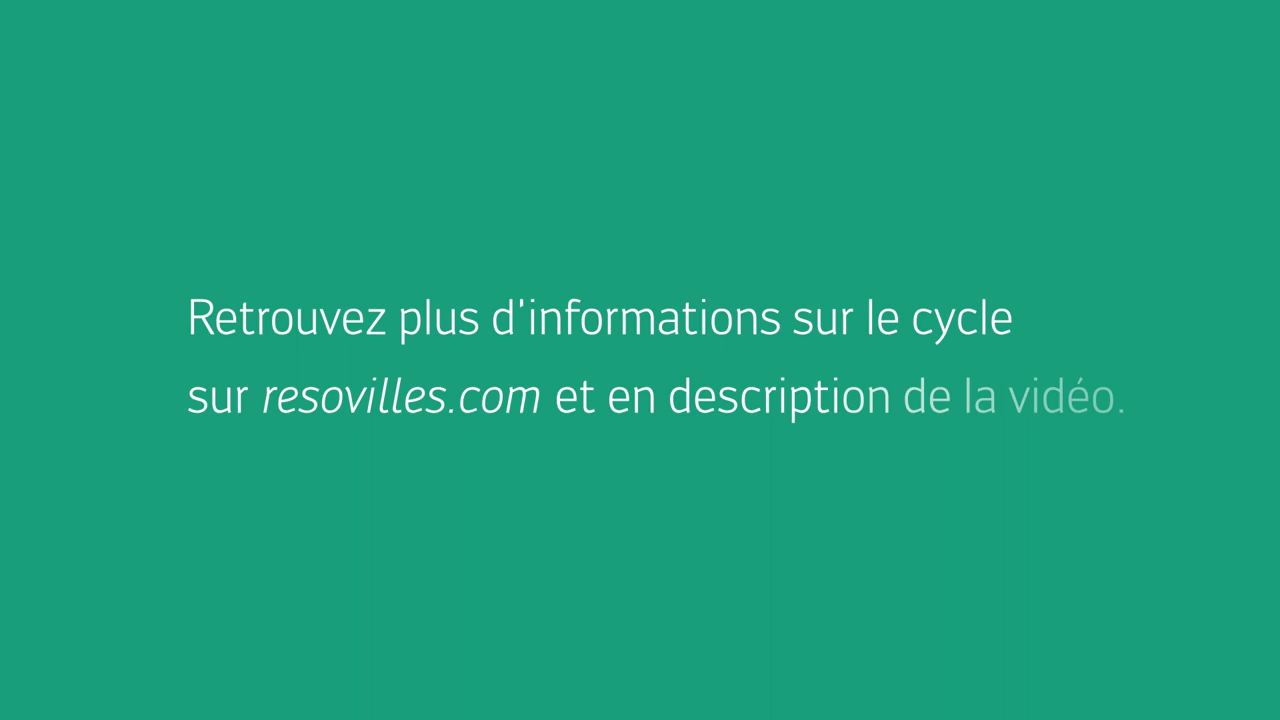 Retrouvez plus d'informations sur le cycle
sur resovilles.com et en description de la vidéo.